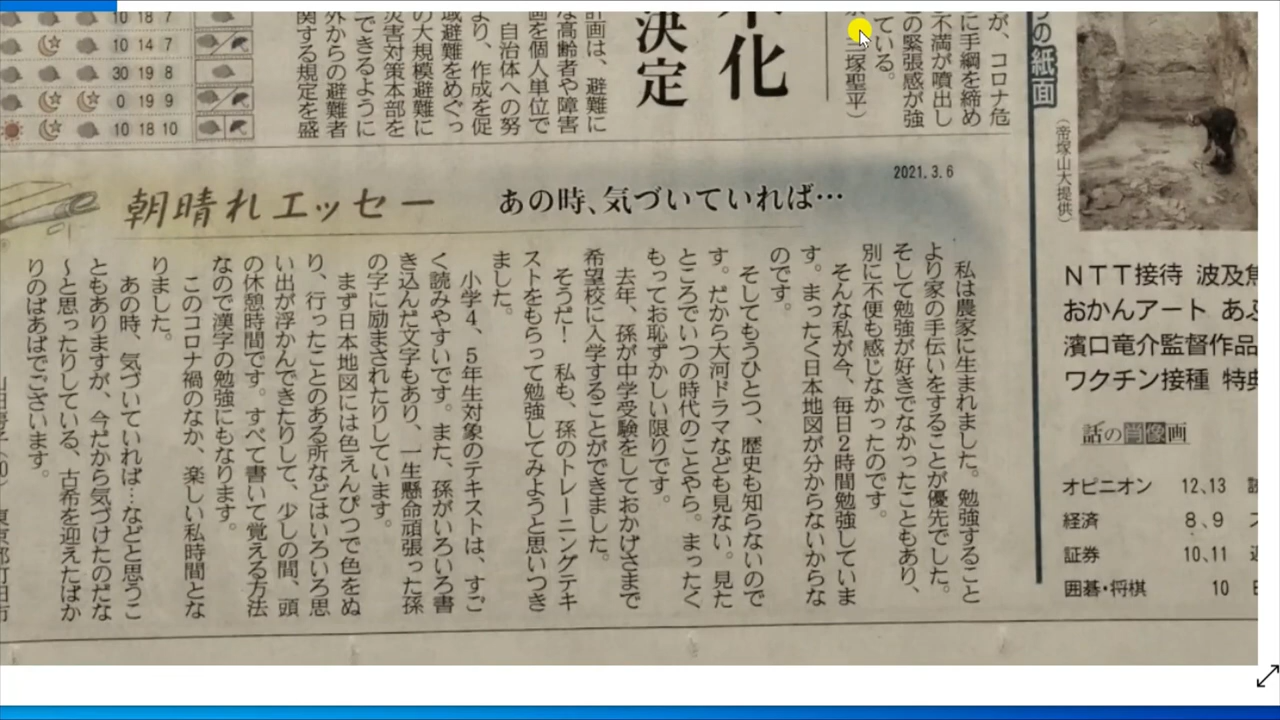 10 18 7
10 14 7
30 19 8
0 19 9
10 18 10
決定
化
が、コロナ危
に手綱を締め
不満が噴出し
の緊張感が強
ている。
三塚聖平)
計画は、避難に
な高齢者や障害
画を個人単位で
自治体への努
より、作成を促
域避難をめぐっ
の大規模避難に
災害対策本部を
できるように
外からの避難者
関する規定を盛
の紙面
(帝塚山大提供)
2021.3.6
朝晴れエッセー
あの時、気づいていれば…
私は農家に生まれました。勉強すること
より家の手伝いをすることが優先でした。
そして勉強が好きでなかったこともあり、
別に不便も感じなかったのです。
そんな私が今、毎日2時間勉強していま
す。まったく日本地図が分からないからな
のです。
そしてもうひとつ、歴史も知らないので
す。だから大河ドラマなども見ない。見た
ところでいつの時代のことやら。まったく
もってお恥ずかしい限りです。
去年、孫が中学受験をしておかげさまで
希望校に入学することができました。
そうだ! 私も、孫のトレーニングテキ
ストをもらって勉強してみようと思いつき
ました。
小学4、5年生対象のテキストは、すご
く読みやすいです。また、孫がいろいろ書
き込んだ文字もあり、一生懸命頑張った孫
の字に励まされたりしています。
まず日本地図には色えんぴつで色をぬ
り、行ったことのある所などはいろいろ思
い出が浮かんできたりして、少しの間、頭
の休憩時間です。すべて書いて覚える方法
なので漢字の勉強にもなります。
このコロナ禍のなか、楽しい私時間とな
りました。
あの時、気づいていれば…などと思うこ
ともありますが、今だから気づけたのだな
~と思ったりしている、古希を迎えたばか
りのばあばでございます。
NTT接待 波及
おかんアート あ
濱口竜介監督作品
ワクチン接種 特
話の肖像画
オピニオン 12、13
経済 8、9
証券 10、11
囲碁・将棋 10